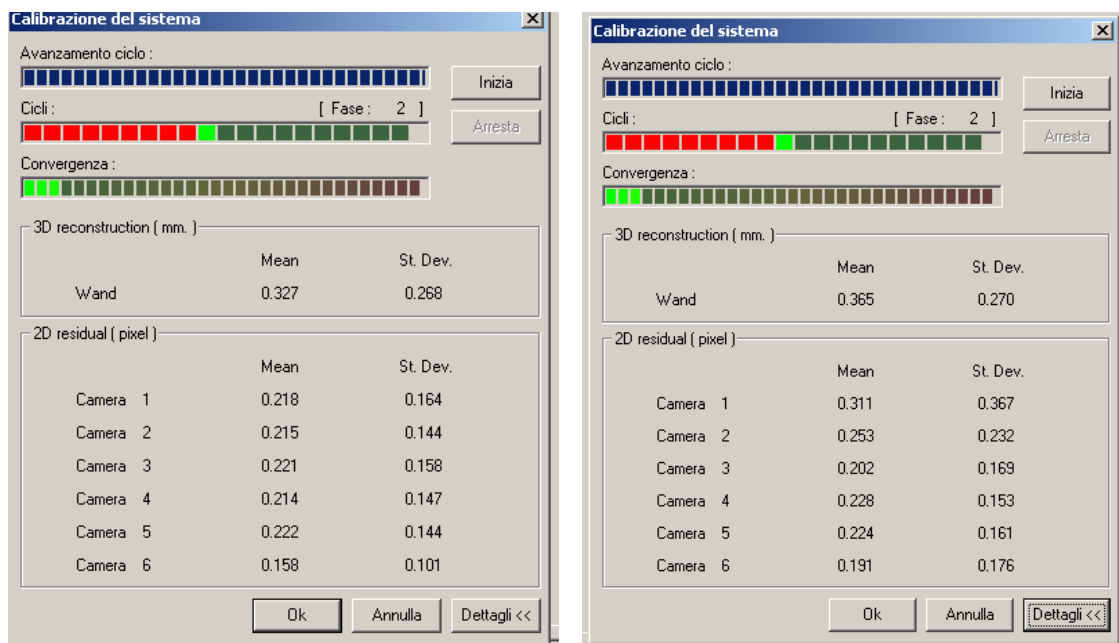 Calibrazione del sistema
Avanzamento ciclo :
Inizia
Cicli : [ Fase : 2 ]
Arresta
Convergenza :
3D reconstruction ( mm. )
Mean St. Dev.
Wand 0.327 0.268
2D residual ( pixel )
Mean St. Dev.
Camera 1 0.218 0.164
Camera 2 0.215 0.144
Camera 3 0.221 0.158
Camera 4 0.214 0.147
Camera 5 0.222 0.144
Camera 6 0.158 0.101
Ok Annulla Dettagli <<
Calibrazione del sistema
Avanzamento ciclo :
Inizia
Cicli : [ Fase : 2 ]
Arresta
Convergenza :
3D reconstruction ( mm. )
Mean St. Dev.
Wand 0.365 0.270
2D residual ( pixel )
Mean St. Dev.
Camera 1 0.311 0.367
Camera 2 0.253 0.232
Camera 3 0.202 0.169
Camera 4 0.228 0.153
Camera 5 0.224 0.161
Camera 6 0.191 0.176
Ok Annulla Dettagli <<